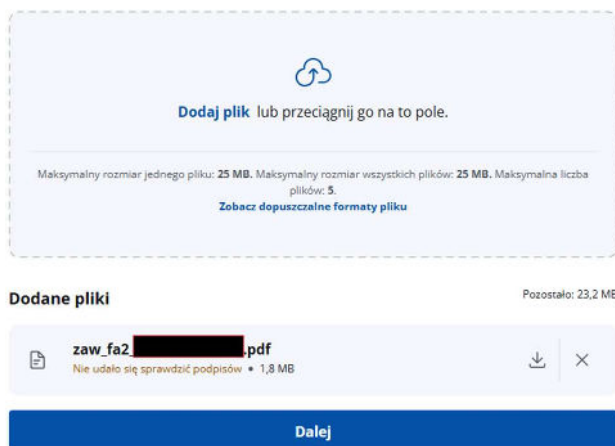 Dodaj plik lub przeciągnij go na to pole.
Maksymalny rozmiar jednego pliku: 25 MB. Maksymalny rozmiar wszystkich plików: 25 MB. Maksymalna liczba
plików: 5.
Zobacz dopuszczalne formaty pliku
Dodane pliki
Pozostało: 23,2 MB
zaw_fa2_ .pdf
Nie udało się sprawdzić podpisów • 1,8 MB
Dalej